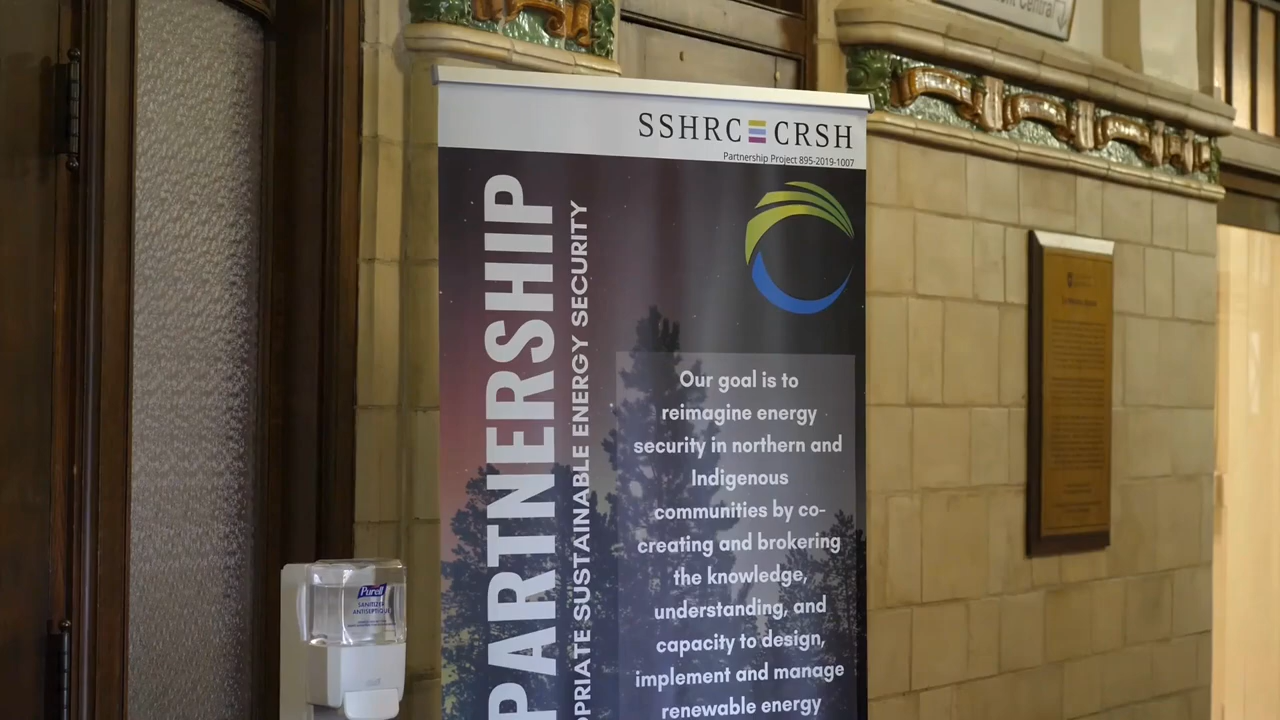 SSHRC CRSH
Partnership Project 895-2019-1007
PARTNERSHIP
OPRIATE SUSTAINABLE ENERGY SECURITY
Our goal is to
reimagine energy
security in northern and
Indigenous
communities by co-
creating and brokering
the knowledge,
understanding, and
capacity to design,
implement and manage
renewable energy
Purell
SANITIZER
ANTISEPTIQUE
Central